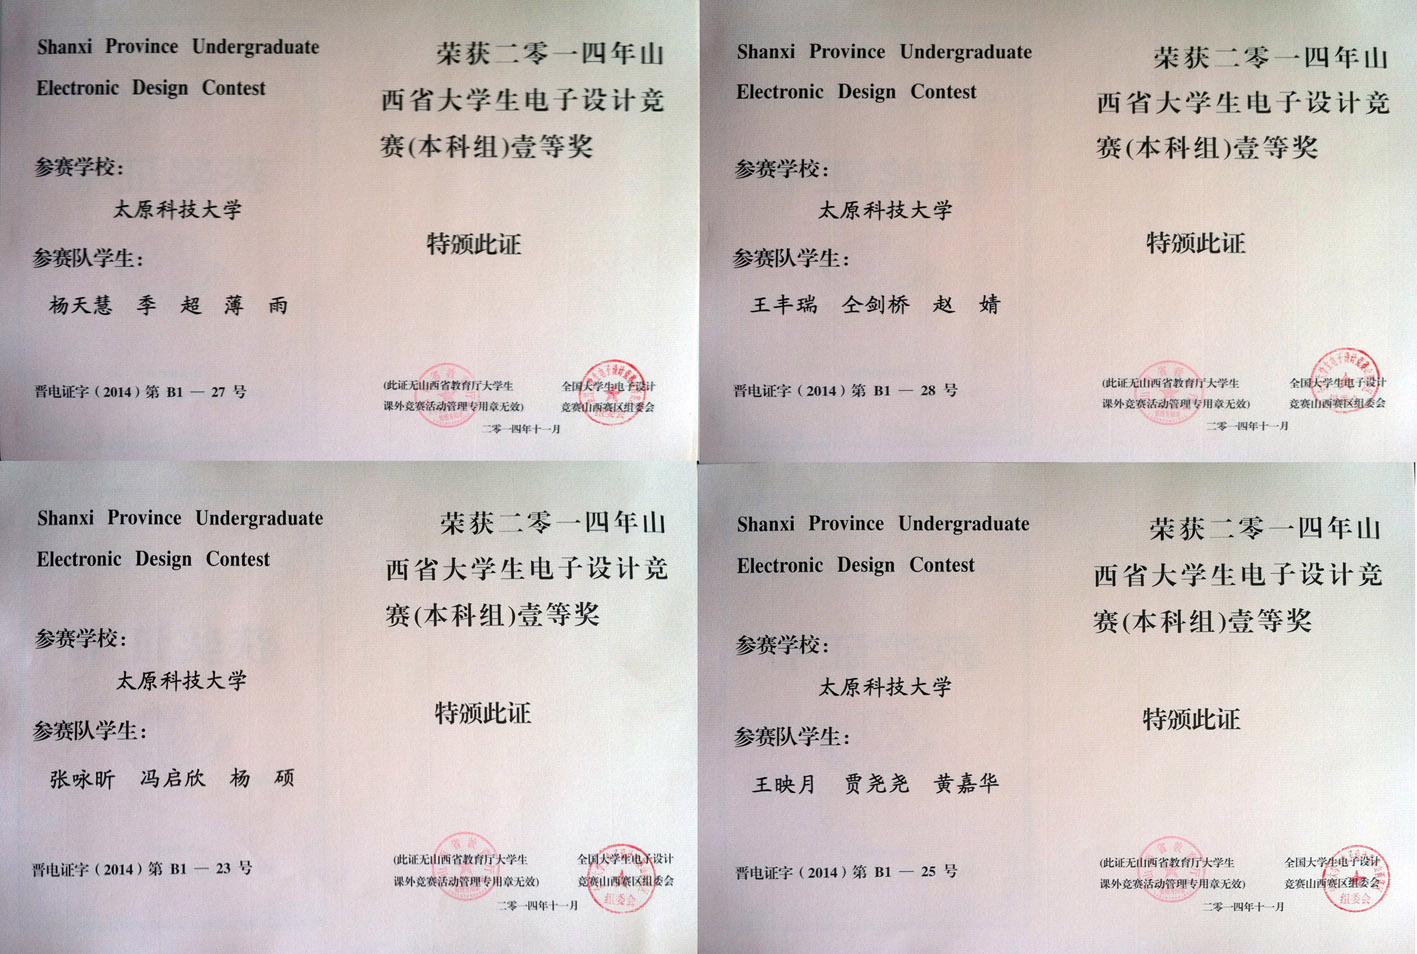 Shanxi Province Undergraduate
Electronic Design Contest
参赛学校:
太原科技大学
参赛队学生:
杨天慧 季 超 薄 雨
晋电证字（2014）第 B1 — 27 号
荣获二零一四年山
西省大学生电子设计竞
赛(本科组)壹等奖
特颁此证
(此证无山西省教育厅大学生
课外竞赛活动管理专用章无效)
全国大学生电子设计
竞赛山西赛区组委会
二零一四年十一月
Shanxi Province Undergraduate
Electronic Design Contest
参赛学校:
太原科技大学
参赛队学生:
王丰瑞 仝剑桥 赵 婧
晋电证字（2014）第 B1 — 28 号
荣获二零一四年山
西省大学生电子设计竞
赛(本科组)壹等奖
特颁此证
(此证无山西省教育厅大学生
课外竞赛活动管理专用章无效)
全国大学生电子设计
竞赛山西赛区组委会
二零一四年十一月
Shanxi Province Undergraduate
Electronic Design Contest
参赛学校:
太原科技大学
参赛队学生:
张咏昕 冯启欣 杨 硕
晋电证字（2014）第 B1 — 23 号
荣获二零一四年山
西省大学生电子设计竞
赛(本科组)壹等奖
特颁此证
(此证无山西省教育厅大学生
课外竞赛活动管理专用章无效)
全国大学生电子设计
竞赛山西赛区组委会
组委会
二零一四年十一月
Shanxi Province Undergraduate
Electronic Design Contest
参赛学校:
太原科技大学
参赛队学生:
王映月 贾尧尧 黄嘉华
晋电证字（2014）第 B1 — 25 号
荣获二零一四年山
西省大学生电子设计竞
赛(本科组)壹等奖
特颁此证
(此证无山西省教育厅大学生
课外竞赛活动管理专用章无效)
全国大学生电子设计
竞赛山西赛区组委会
组委会
二零一四年十一月